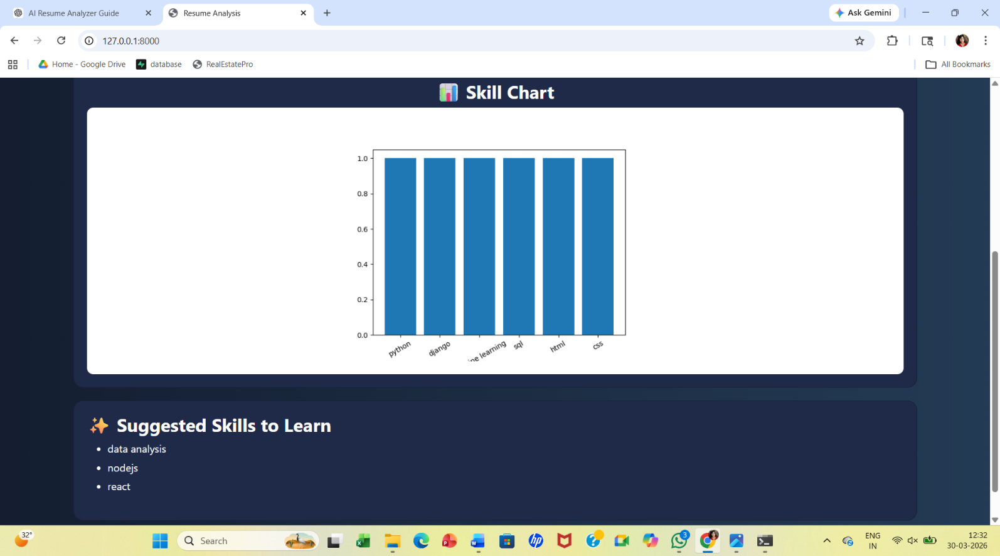 AI Resume Analyzer Guide
Resume Analysis
Ask Gemini
127.0.0.1:8000
Home - Google Drive
database
RealEstatePro
All Bookmarks
📊 Skill Chart
1.0
0.8
0.6
0.4
0.2
0.0
python
django
ine learning
sql
html
css
✨ Suggested Skills to Learn
• data analysis
• nodejs
• react
32°
Search
3
ENG
IN
12:32
30-03-2026